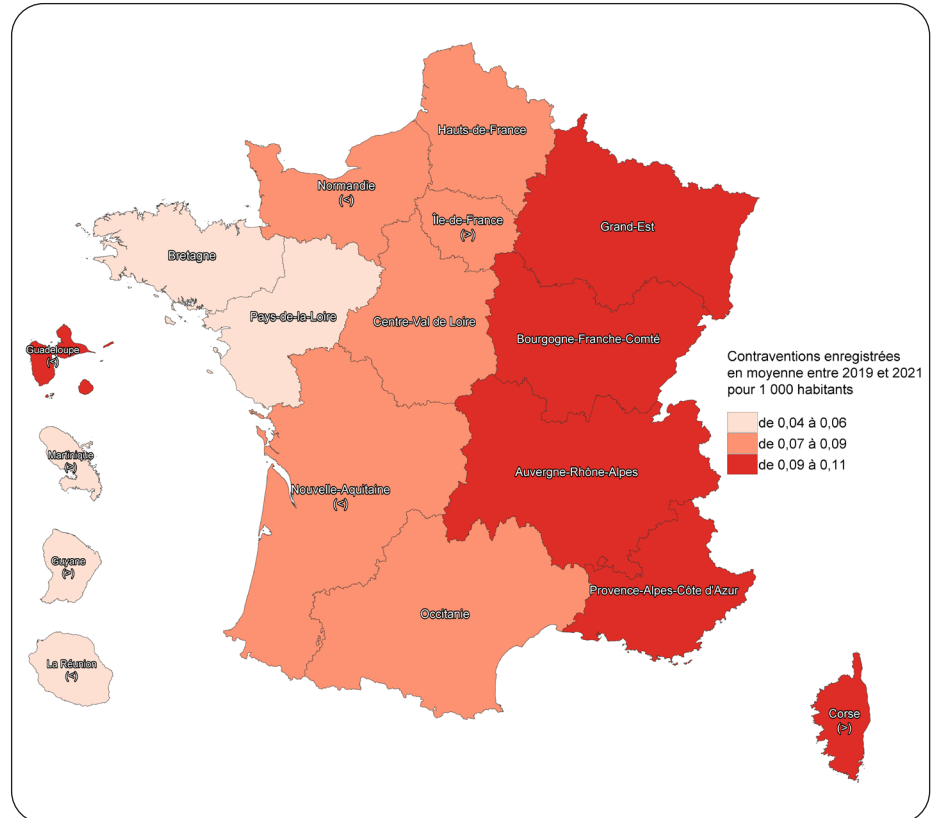 Hauts-de-France
Normandie
(<)
Île-de-France
(>)
Grand-Est
Bretagne
Pays-de-la-Loire
Centre-Val de Loire
Bourgogne-Franche-Comté
Guadeloupe
(<)
Contraventions enregistrées
en moyenne entre 2019 et 2021
pour 1 000 habitants
de 0,04 à 0,06
de 0,07 à 0,09
de 0,09 à 0,11
Martinique
(>)
Auvergne-Rhône-Alpes
Nouvelle-Aquitaine
(<)
Guyane
(>)
Provence-Alpes-Côte d'Azur
Occitanie
La Réunion
(<)
Corse
(>)